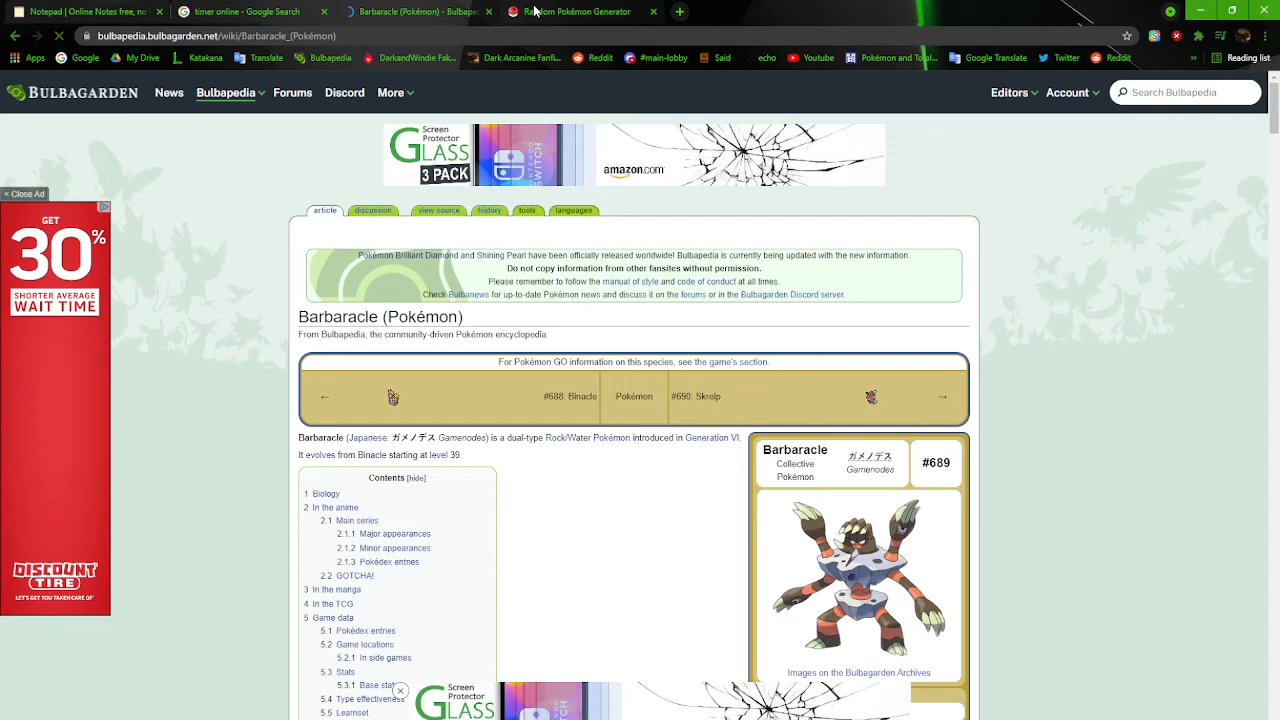 Notepad | Free Notes online, no
timer online - Google Search
Barbaracle (Pokémon) - Bulbape
Random Pokémon Generator
bulbapedia.bulbagarden.net/wiki/Barbaracle_(Pokémon)
Apps Google My Drive Katakana Translate Bulbapedia DarkandWindie Fak... Dark Arcanine Fanfi... Reddit #main-lobby Said echo Youtube Pokémon and Topl... Google Translate Twitter Reddit » Reading list
BULBAGARDEN News Bulbapedia Forums Discord More Editors Account Search Bulbapedia
Screen
Protector
GLASS
3 PACK
NINTENDO
SWITCH
amazon.com
× Close Ad
GET
30%
SHORTER AVERAGE
WAIT TIME
DISCOUNT
TIRE
LET'S GET YOU TAKEN CARE OF
article discussion view source history tools languages
Pokémon Brilliant Diamond and Shining Pearl have been officially released worldwide! Bulbapedia is currently being updated with the new information.
Do not copy information from other fansites without permission.
Please remember to follow the manual of style and code of conduct at all times.
Check Bulbanews for up-to-date Pokémon news and discuss it on the forums or in the Bulbagarden Discord server.
Barbaracle (Pokémon)
From Bulbapedia, the community-driven Pokémon encyclopedia.
For Pokémon GO information on this species, see the game's section.
← #688: Binacle Pokémon #690: Skrelp →
Barbaracle (Japanese: ガメノデス Gamenodes) is a dual-type Rock/Water Pokémon introduced in Generation VI.
It evolves from Binacle starting at level 39.
Contents [hide]
1 Biology
2 In the anime
2.1 Main series
2.1.1 Major appearances
2.1.2 Minor appearances
2.1.3 Pokédex entries
2.2 GOTCHA!
3 In the manga
4 In the TCG
5 Game data
5.1 Pokédex entries
5.2 Game locations
5.2.1 In side games
5.3 Stats
5.3.1 Base stats
5.4 Type effectiveness
5.5 Learnset
Barbaracle
Collective
Pokémon
ガメノデス
Gamenodes
#689
Images on the Bulbagarden Archives
Screen
Protector
GLASS